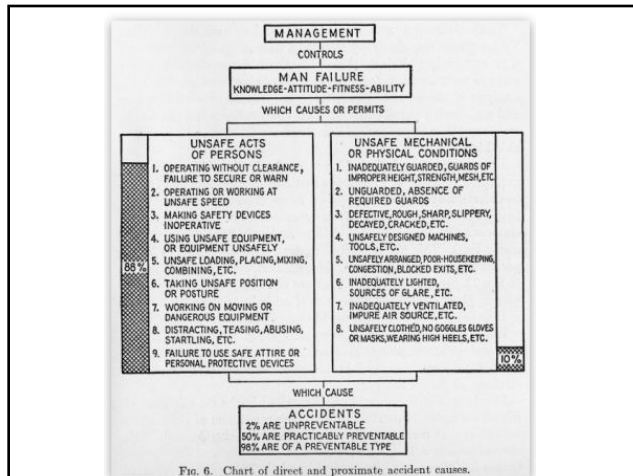 MANAGEMENT
CONTROLS
MAN FAILURE
KNOWLEDGE-ATTITUDE-FITNESS-ABILITY
WHICH CAUSES OR PERMITS
UNSAFE ACTS
OF PERSONS
1. OPERATING WITHOUT CLEARANCE,
FAILURE TO SECURE OR WARN
2. OPERATING OR WORKING AT
UNSAFE SPEED
3. MAKING SAFETY DEVICES
INOPERATIVE
4. USING UNSAFE EQUIPMENT,
OR EQUIPMENT UNSAFELY
5. UNSAFE LOADING, PLACING, MIXING,
COMBINING, ETC.
6. TAKING UNSAFE POSITION
OR POSTURE
7. WORKING ON MOVING OR
DANGEROUS EQUIPMENT
8. DISTRACTING, TEASING, ABUSING,
STARTLING, ETC.
9. FAILURE TO USE SAFE ATTIRE OR
PERSONAL PROTECTIVE DEVICES
88%
UNSAFE MECHANICAL
OR PHYSICAL CONDITIONS
1. INADEQUATELY GUARDED, GUARDS OF
IMPROPER HEIGHT, STRENGTH, MESH, ETC.
2. UNGUARDED, ABSENCE OF
REQUIRED GUARDS
3. DEFECTIVE, ROUGH, SHARP, SLIPPERY,
DECAYED, CRACKED, ETC.
4. UNSAFELY DESIGNED MACHINES,
TOOLS, ETC.
5. UNSAFELY ARRANGED, POOR-HOUSEKEEPING,
CONGESTION, BLOCKED EXITS, ETC.
6. INADEQUATELY LIGHTED,
SOURCES OF GLARE, ETC.
7. INADEQUATELY VENTILATED,
IMPURE AIR SOURCE, ETC.
8. UNSAFELY CLOTHED, NO GOGGLES GLOVES
OR MASKS, WEARING HIGH HEELS, ETC.
10%
WHICH CAUSE
ACCIDENTS
2% ARE UNPREVENTABLE
50% ARE PRACTICABLY PREVENTABLE
98% ARE OF A PREVENTABLE TYPE
FIG. 6. Chart of direct and proximate accident causes.